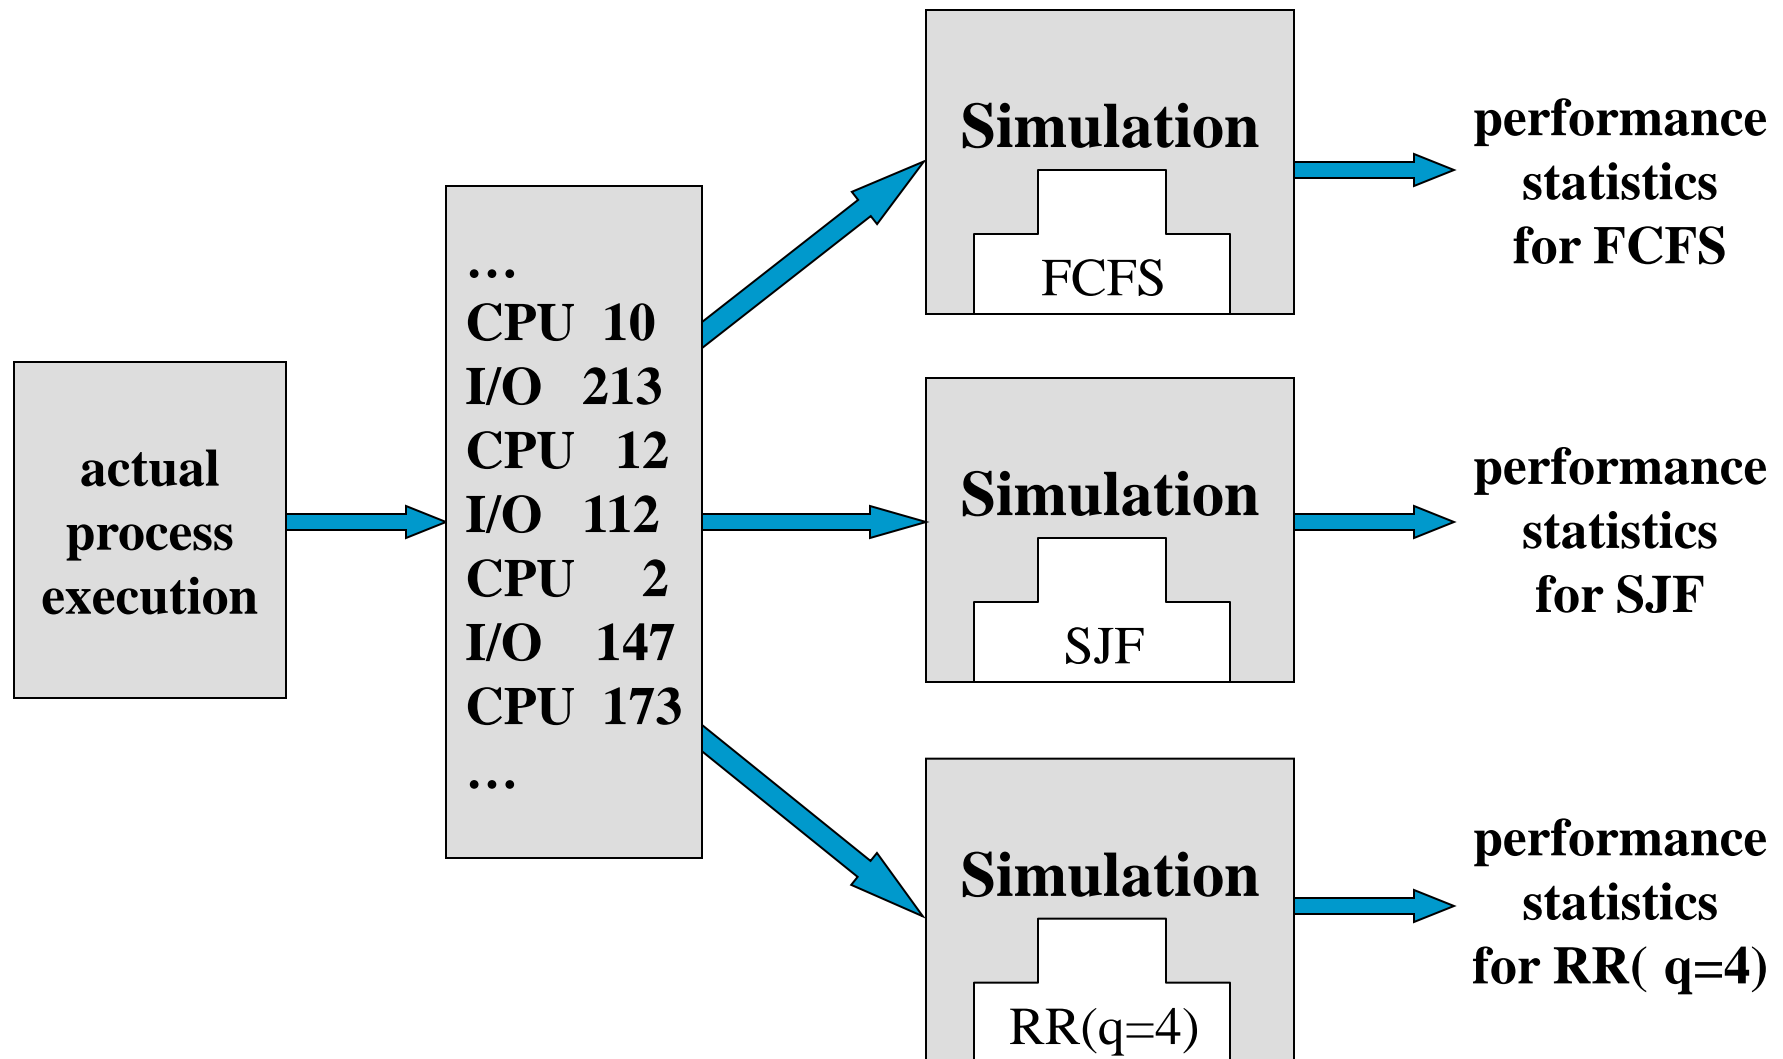 actual
process
execution
…
CPU 10
I/O 213
CPU 12
I/O 112
CPU 2
I/O 147
CPU 173
…
Simulation
FCFS
performance
statistics
for FCFS
Simulation
SJF
performance
statistics
for SJF
Simulation
RR(q=4)
performance
statistics
for RR( q=4)